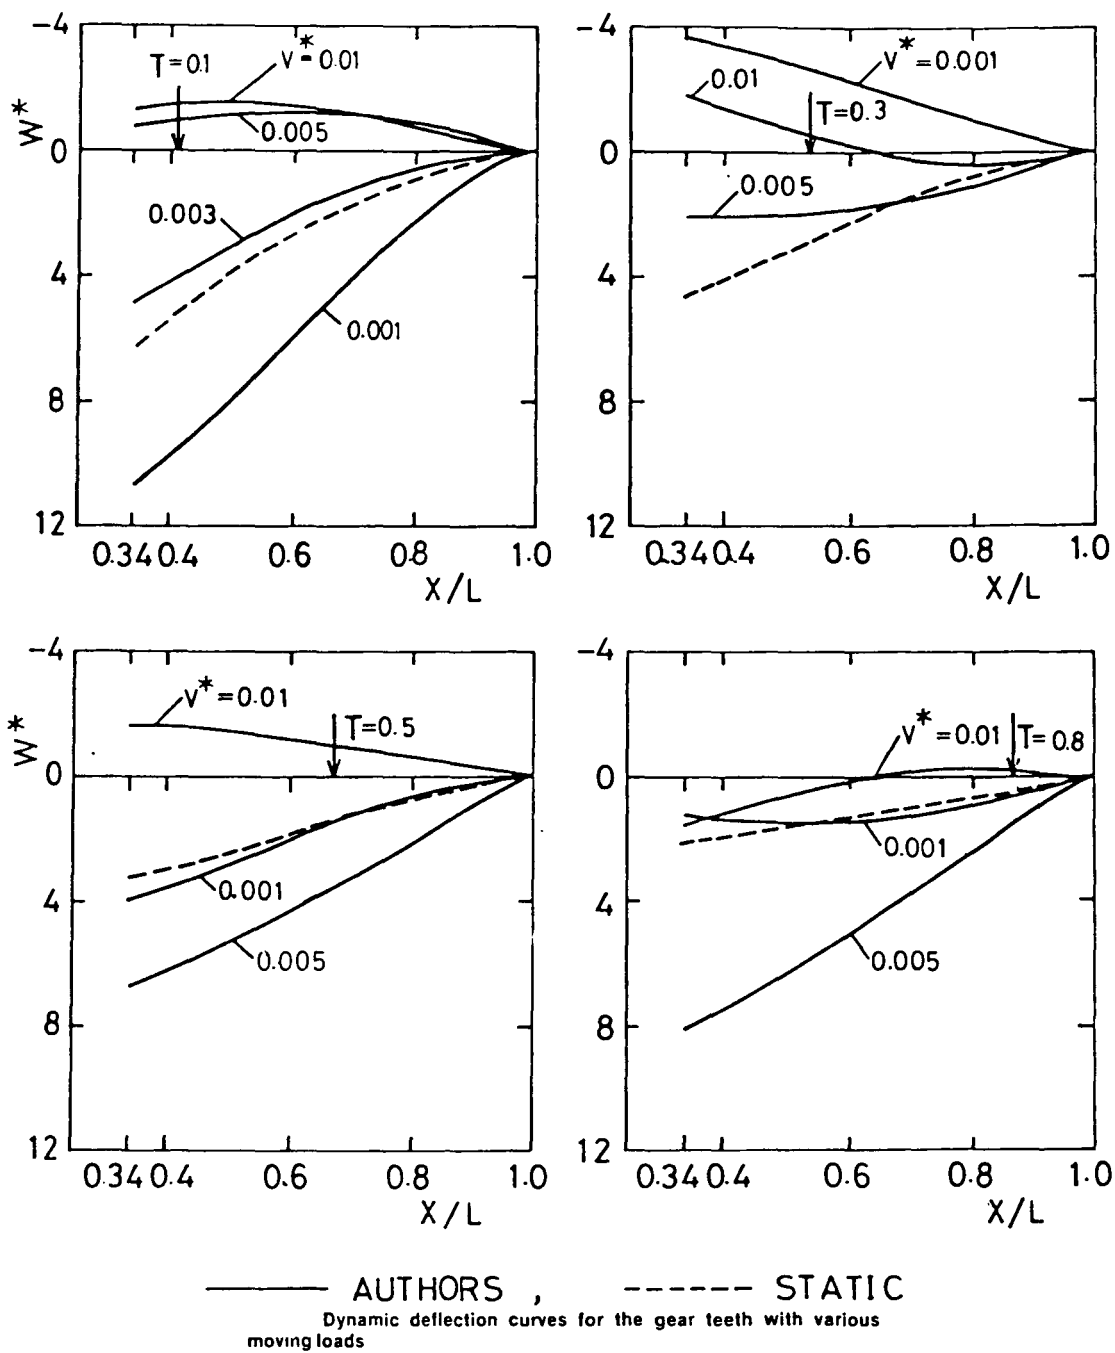 -4
T=0.1
v*=0.01
W*
0.005
0
0.003
4
0.001
8
12
0.34 0.4 0.6 0.8 1.0
X/L
-4
v*=0.001
0.01
T=0.3
0
0.005
4
8
12
0.34 0.4 0.6 0.8 1.0
X/L
-4
v*=0.01
T=0.5
W*
0
0.001
4
0.005
8
12
0.34 0.4 0.6 0.8 1.0
X/L
-4
v*=0.01
T=0.8
0
0.001
4
0.005
8
12
0.34 0.4 0.6 0.8 1.0
X/L
AUTHORS , STATIC
Dynamic deflection curves for the gear teeth with various
moving loads